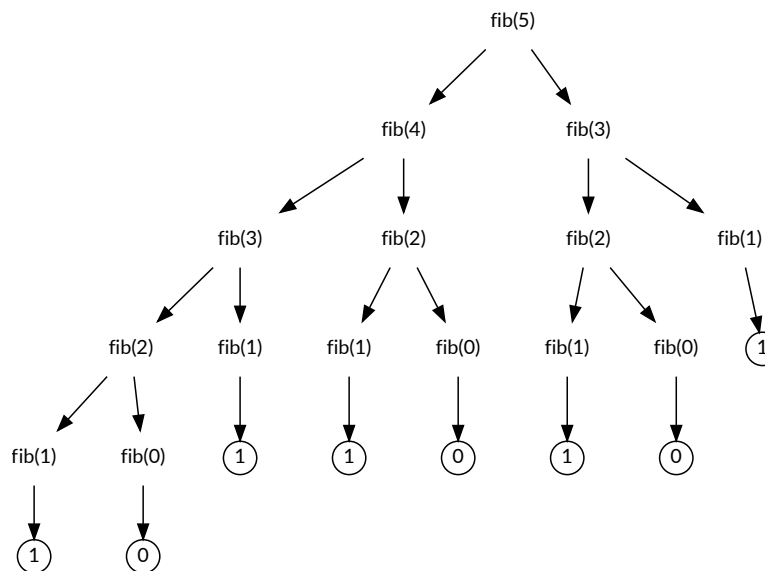 fib(5)
fib(4) fib(3)
fib(3) fib(2) fib(2) fib(1)
fib(2) fib(1) fib(1) fib(0) fib(1) fib(0) 1
fib(1) fib(0) 1 1 0 1 0
1 0